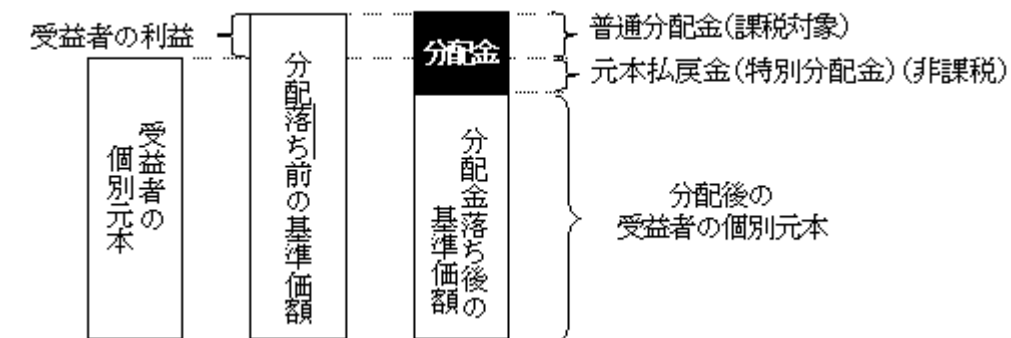 受益者の利益
受益者の
個別元本
分配落ち前の基準価額
分配金
分配金落ち後の
基準価額
普通分配金(課税対象)
元本払戻金(特別分配金)(非課税)
分配後の
受益者の個別元本